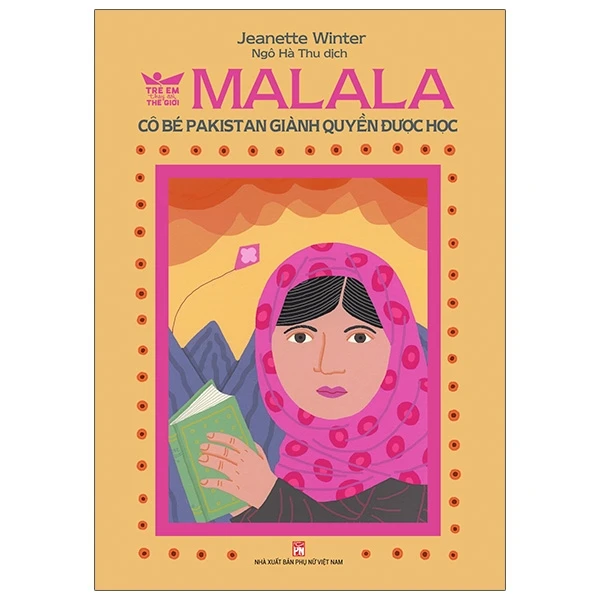 Jeanette Winter
Ngô Hà Thu dịch
TRẺ EM
thay đổi
THẾ GIỚI
MALALA
CÔ BÉ PAKISTAN GIÀNH QUYỀN ĐƯỢC HỌC
PN
NHÀ XUẤT BẢN PHỤ NỮ VIỆT NAM